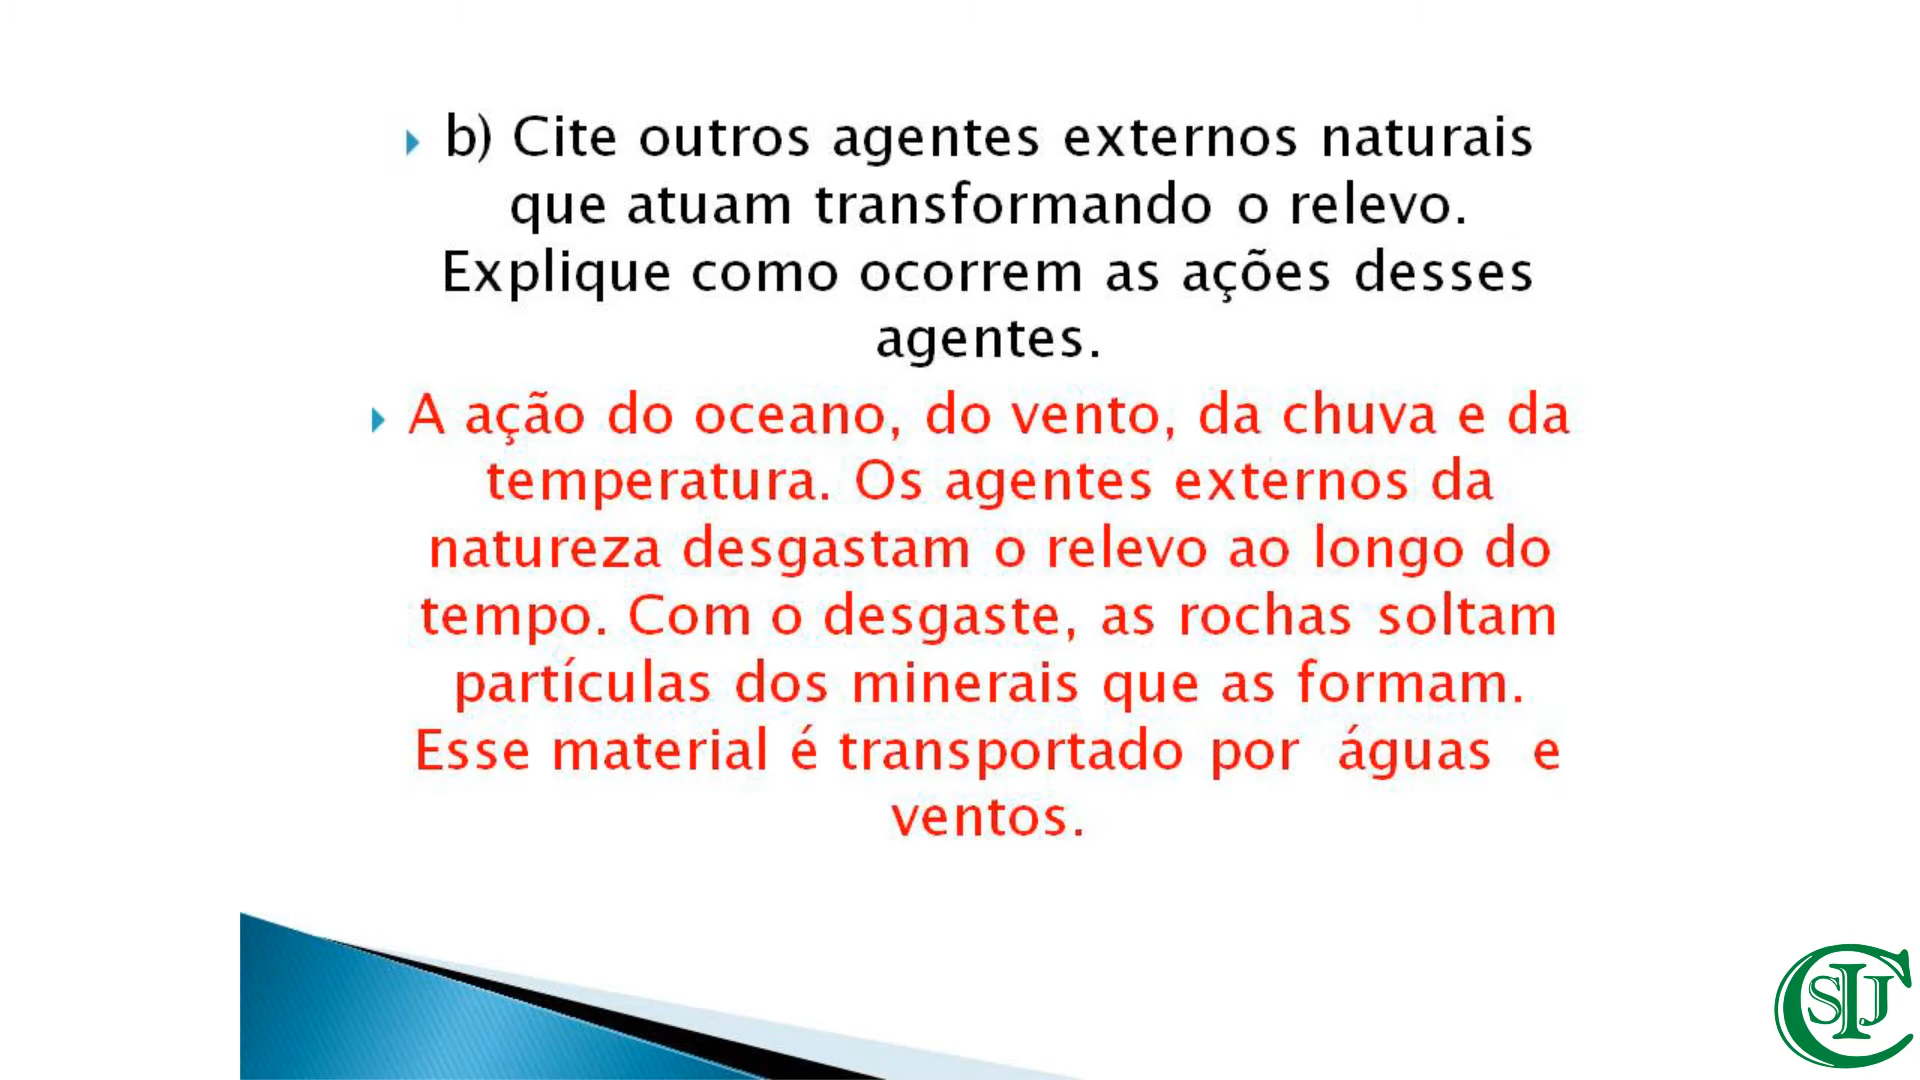 b) Cite outros agentes externos naturais
que atuam transformando o relevo.
Explique como ocorrem as ações desses
agentes.
A ação do oceano, do vento, da chuva e da
temperatura. Os agentes externos da
natureza desgastam o relevo ao longo do
tempo. Com o desgaste, as rochas soltam
partículas dos minerais que as formam.
Esse material é transportado por águas e
ventos.
CSIJ